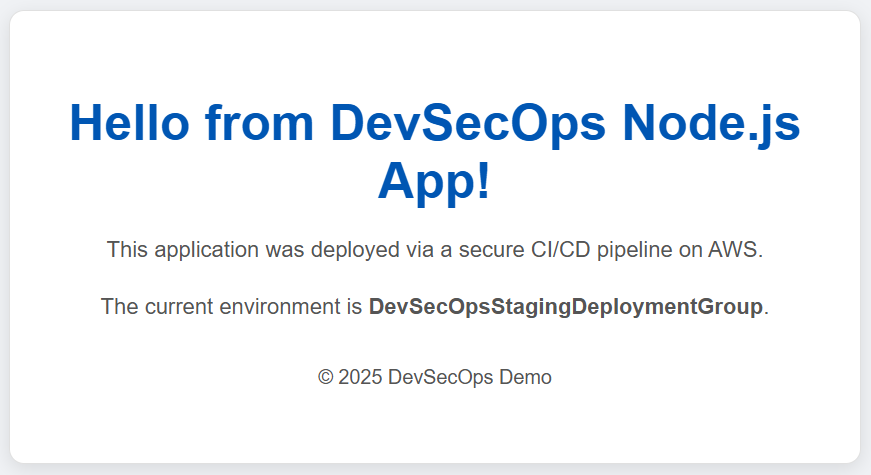 Hello from DevSecOps Node.js
App!
This application was deployed via a secure CI/CD pipeline on AWS.
The current environment is DevSecOpsStagingDeploymentGroup.
© 2025 DevSecOps Demo